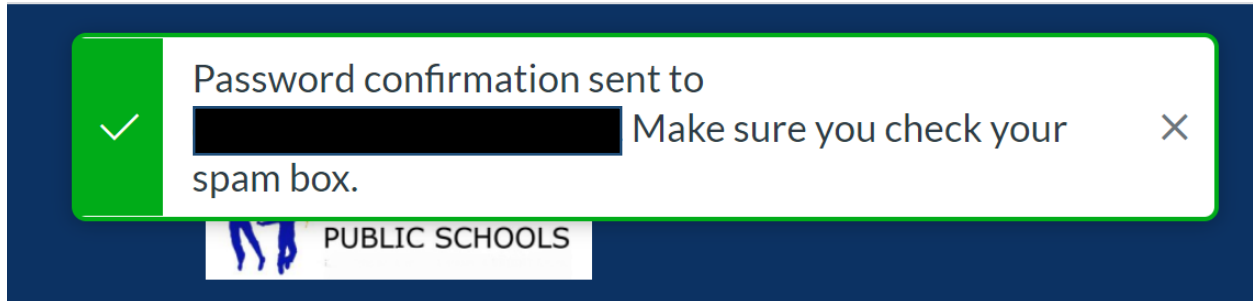 Password confirmation sent to
Make sure you check your
spam box.
PUBLIC SCHOOLS